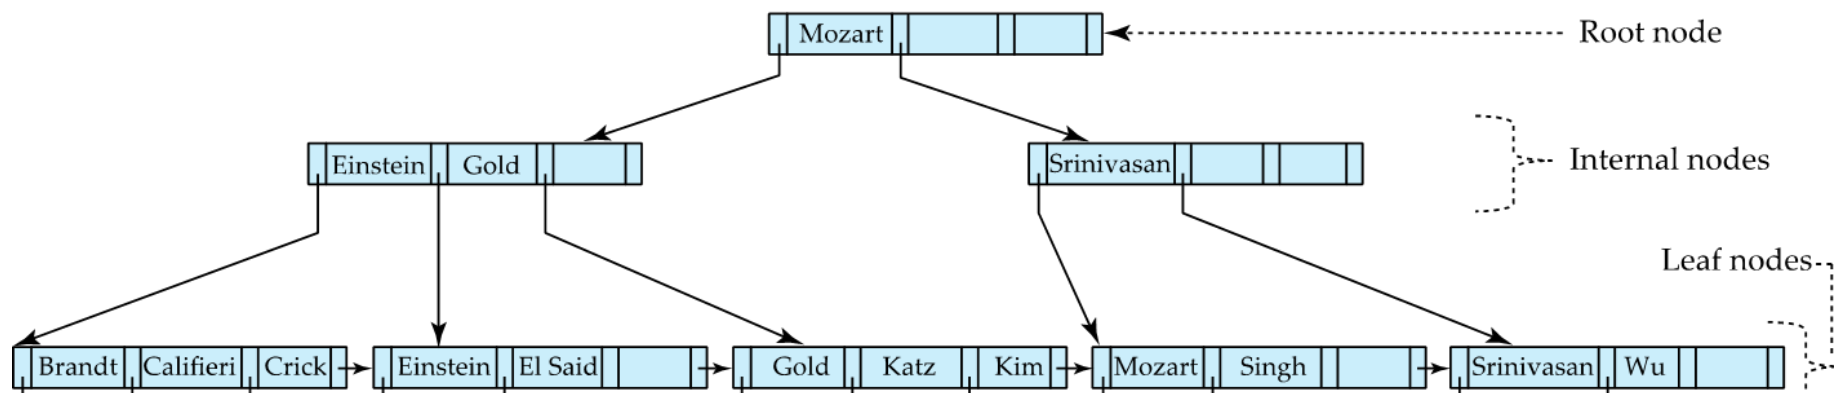 Mozart
Root node
Einstein Gold
Srinivasan
Internal nodes
Leaf nodes
Brandt Califieri Crick
Einstein El Said
Gold Katz Kim
Mozart Singh
Srinivasan Wu